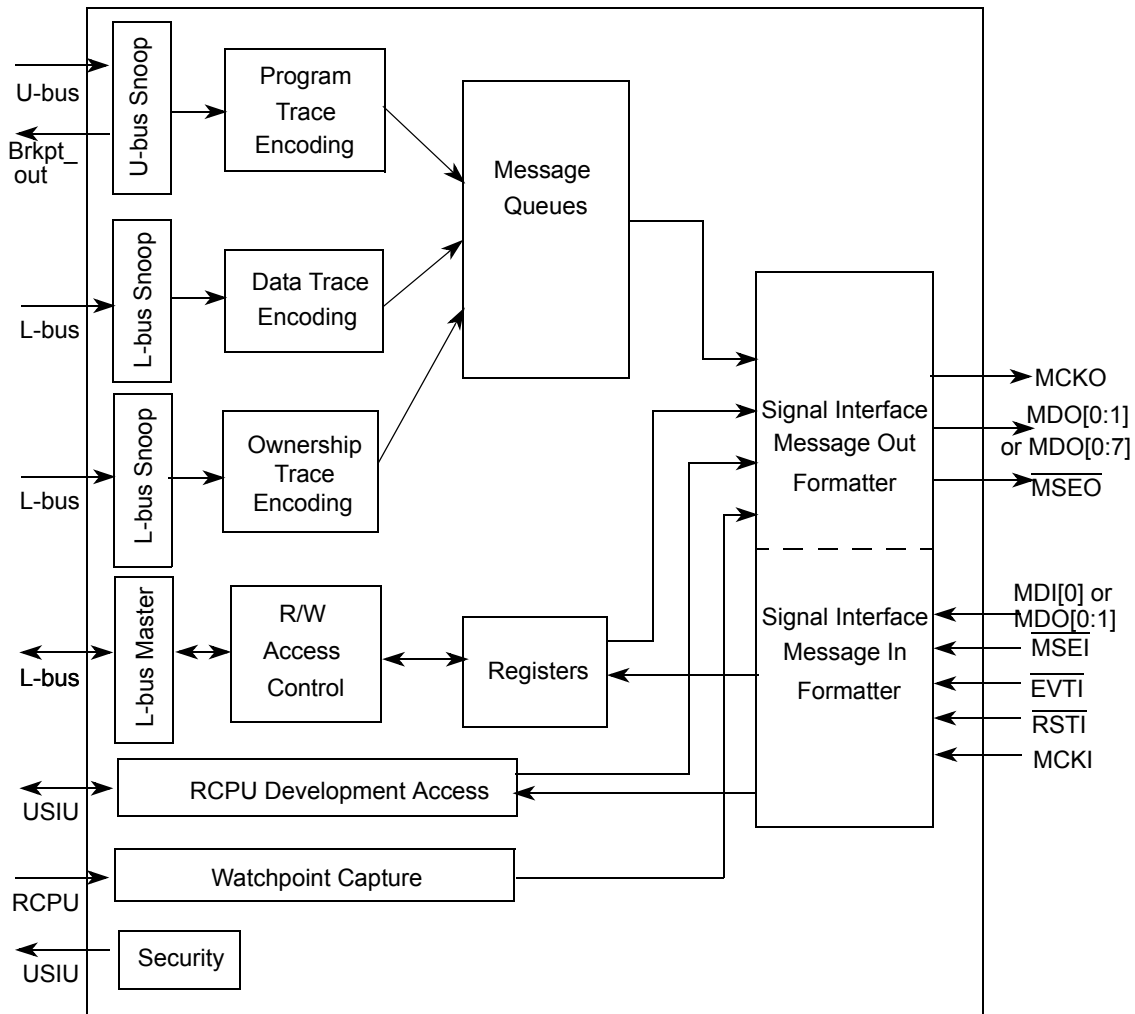 U-bus
Brkpt_
out
U-bus Snoop
Program
Trace
Encoding
Message
Queues
L-bus
L-bus Snoop
Data Trace
Encoding
L-bus
L-bus Snoop
Ownership
Trace
Encoding
Signal Interface
Message Out
Formatter
MCKO
MDO[0:1]
or MDO[0:7]
MSEO
L-bus
L-bus Master
R/W
Access
Control
Registers
Signal Interface
Message In
Formatter
MDI[0] or
MDO[0:1]
MSEI
EVTI
RSTI
MCKI
USIU
RCPU Development Access
RCPU
Watchpoint Capture
USIU
Security